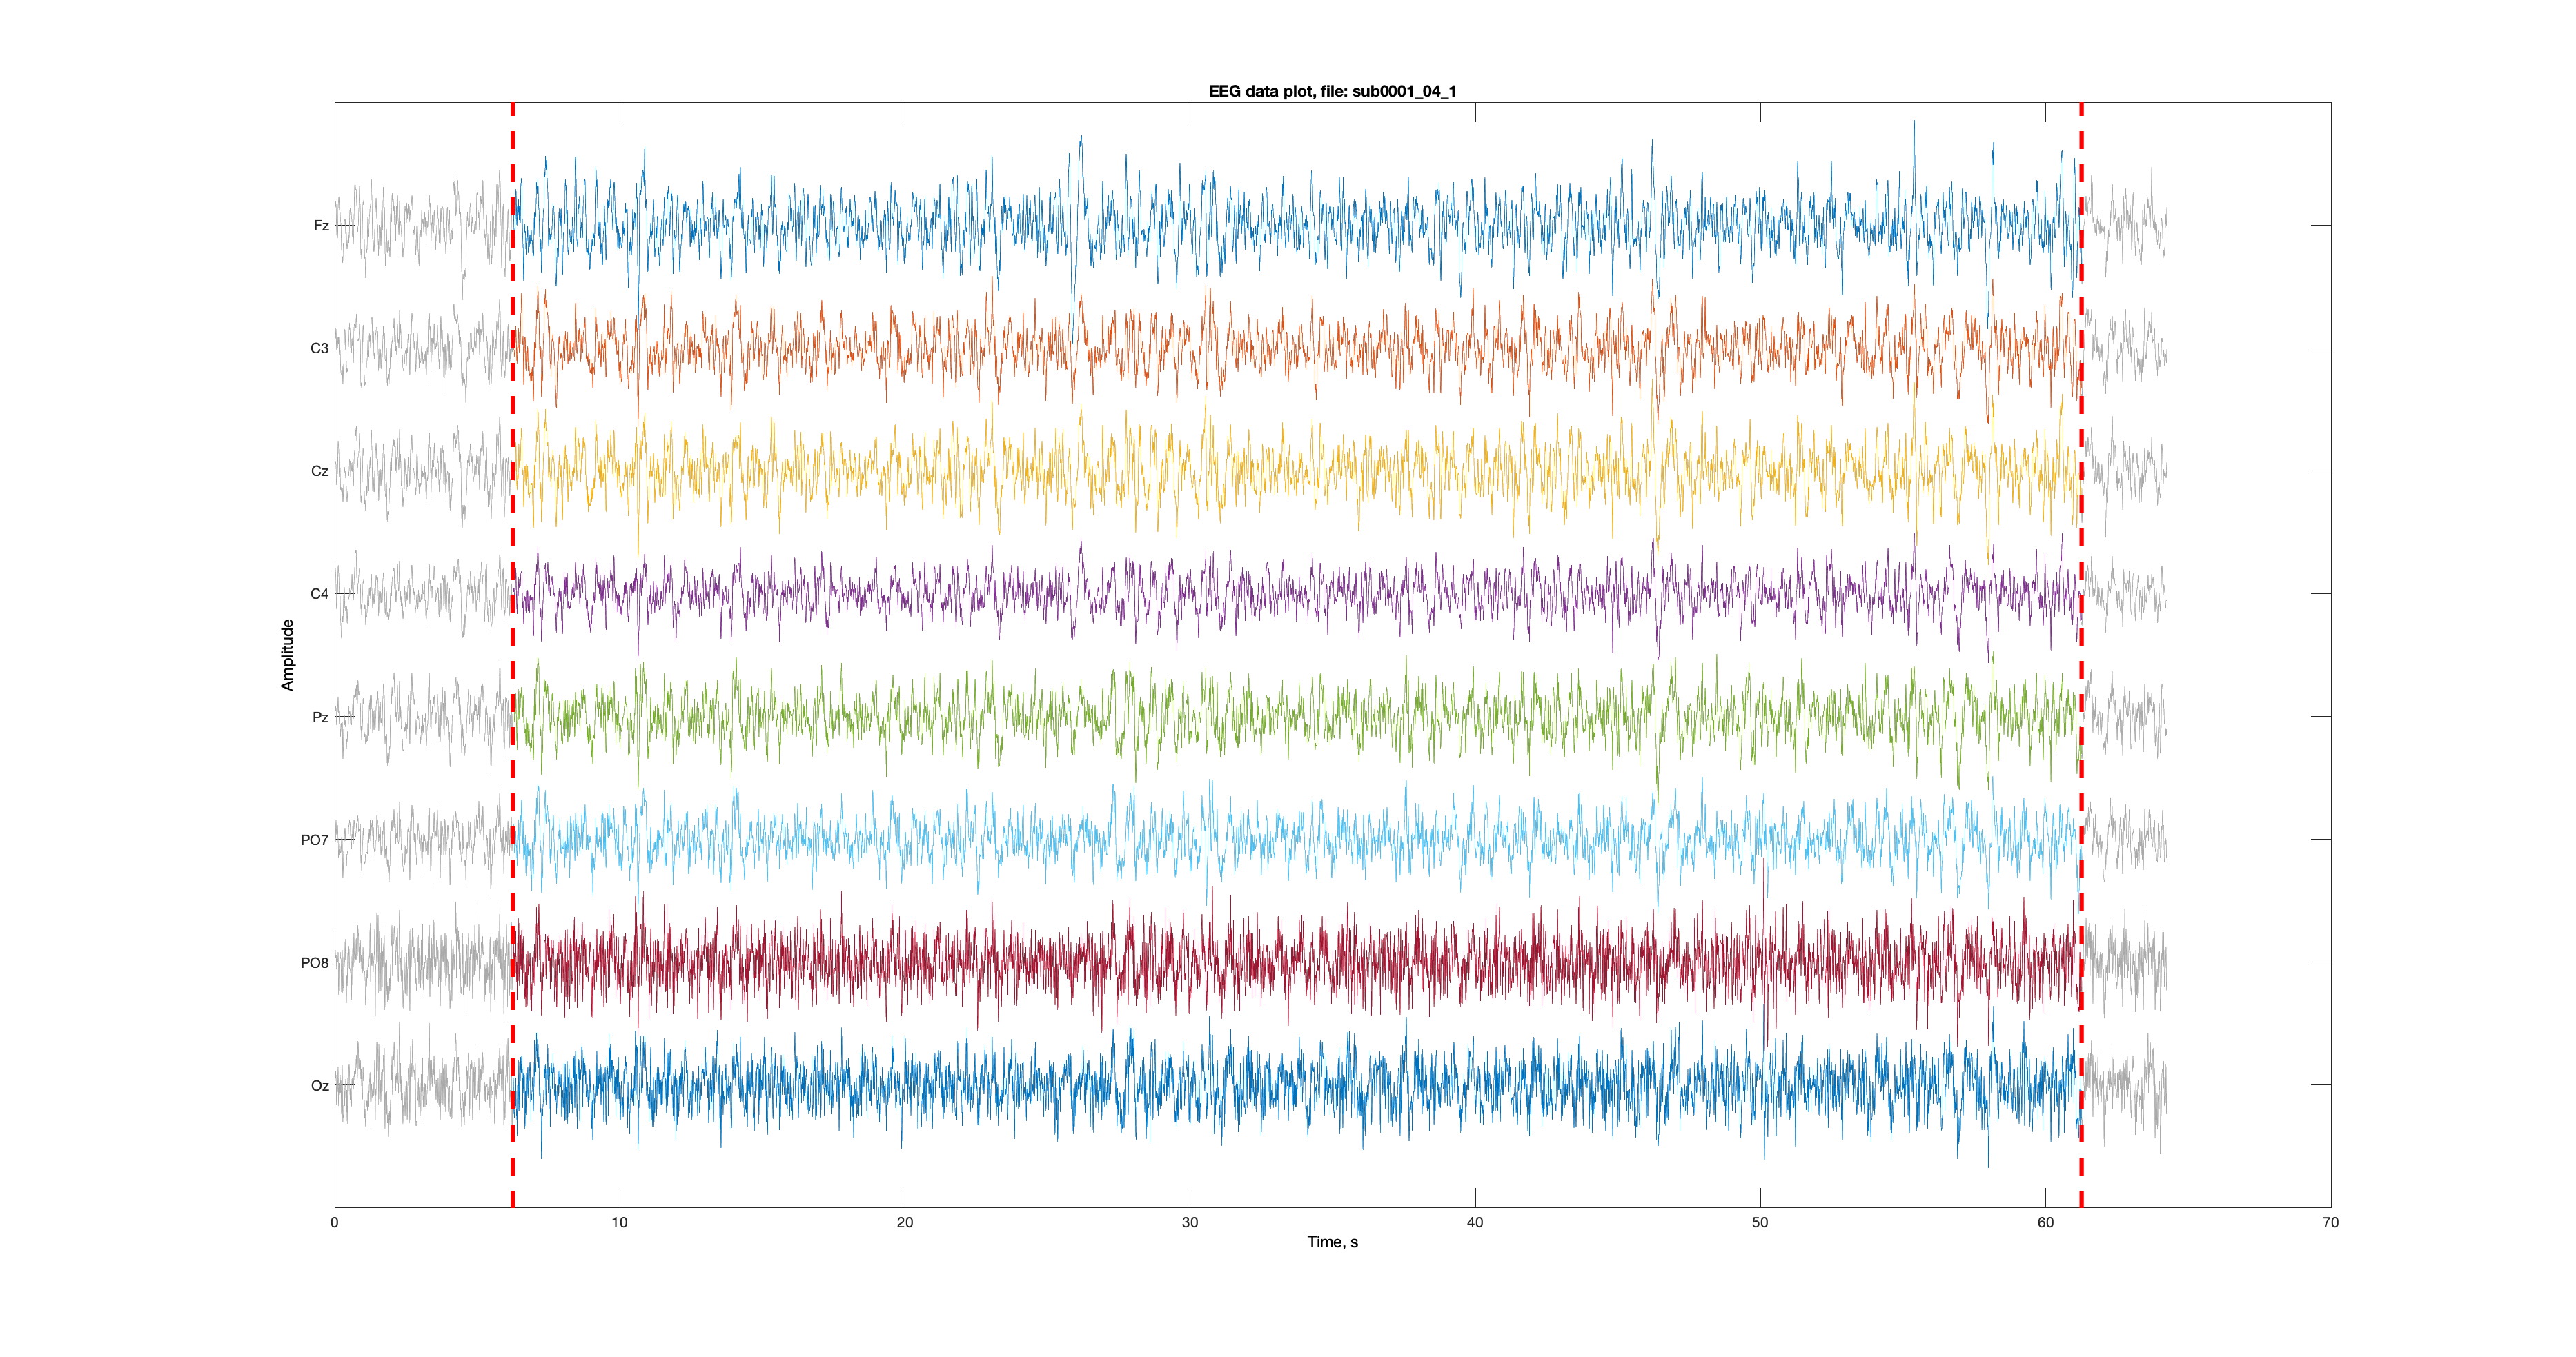 EEG data plot, file: sub0001_04_1
Fz
C3
Cz
C4
Pz
PO7
PO8
Oz
Amplitude
0 10 20 30 40 50 60 70
Time, s